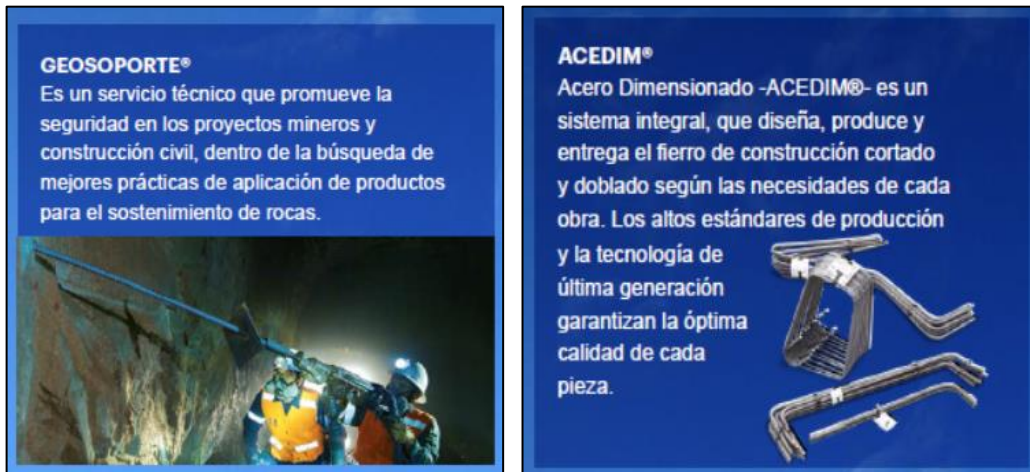 GEOSOPORTE®
Es un servicio técnico que promueve la
seguridad en los proyectos mineros y
construcción civil, dentro de la búsqueda de
mejores prácticas de aplicación de productos
para el sostenimiento de rocas.
ACEDIM®
Acero Dimensionado -ACEDIM®- es un
sistema integral, que diseña, produce y
entrega el fierro de construcción cortado
y doblado según las necesidades de cada
obra. Los altos estándares de producción
y la tecnología de
última generación
garantizan la óptima
calidad de cada
pieza.